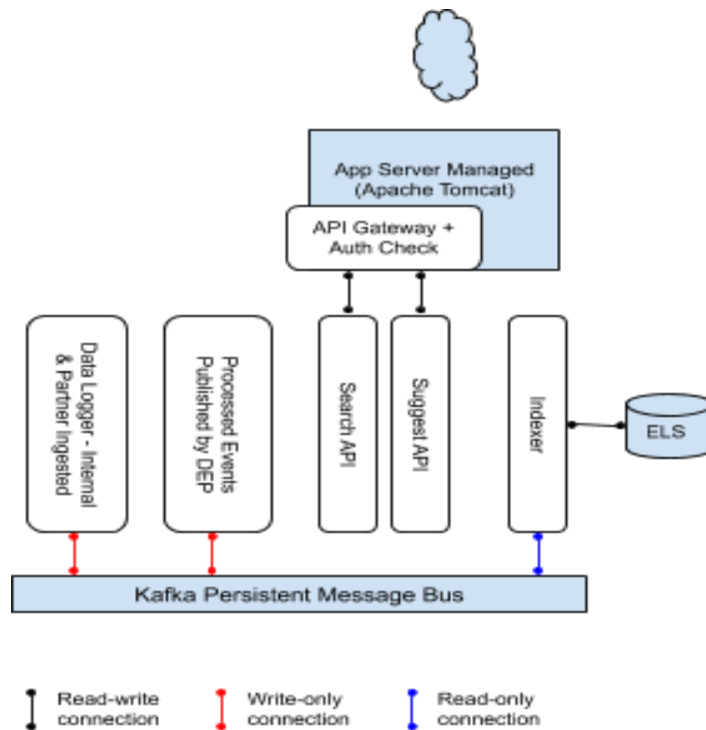 App Server Managed
(Apache Tomcat)
API Gateway +
Auth Check
Data Logger - Internal
& Partner Ingested
Processed Events
Published by DEP
Search API
Suggest API
Indexer
ELS
Kafka Persistent Message Bus
Read-write
connection
Write-only
connection
Read-only
connection